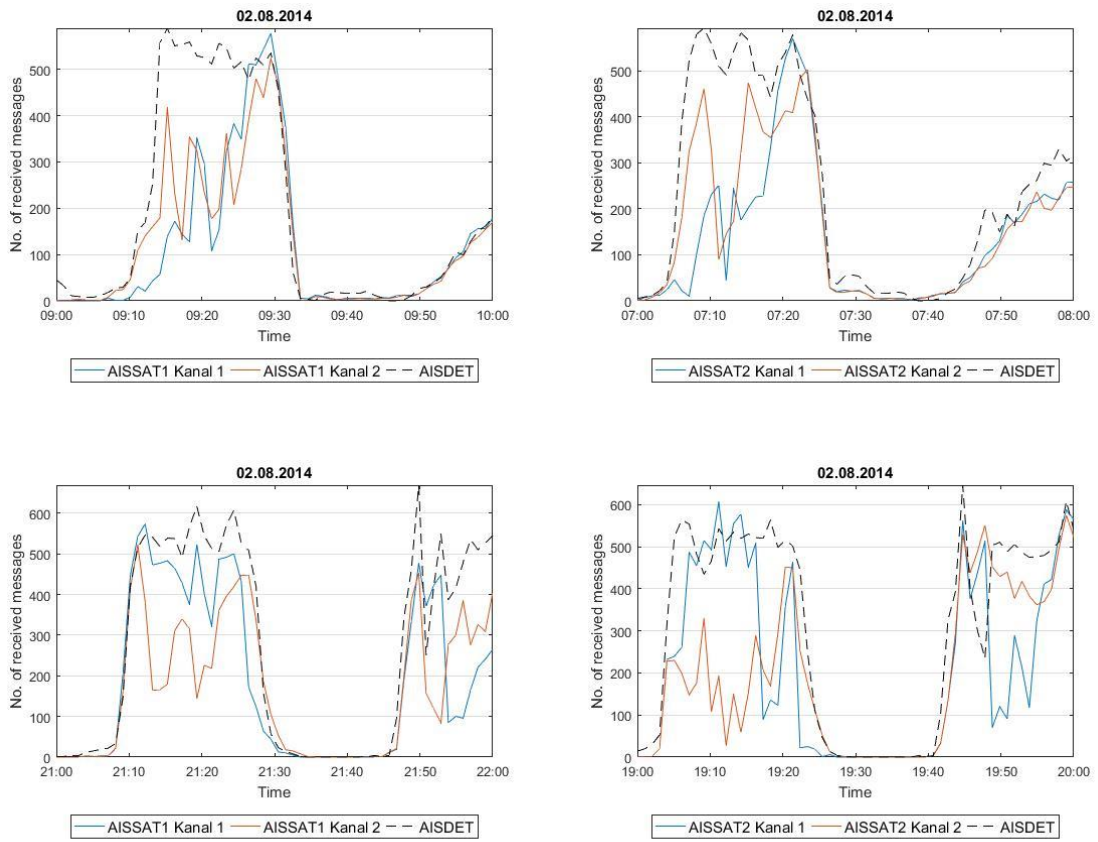 02.08.2014
No. of received messages
500
400
300
200
100
0
09:00 09:10 09:20 09:30 09:40 09:50 10:00
Time
AISSAT1 Kanal 1 AISSAT1 Kanal 2 AISDET
02.08.2014
No. of received messages
500
400
300
200
100
0
07:00 07:10 07:20 07:30 07:40 07:50 08:00
Time
AISSAT2 Kanal 1 AISSAT2 Kanal 2 AISDET
02.08.2014
No. of received messages
600
500
400
300
200
100
0
21:00 21:10 21:20 21:30 21:40 21:50 22:00
Time
AISSAT1 Kanal 1 AISSAT1 Kanal 2 AISDET
02.08.2014
No. of received messages
600
500
400
300
200
100
0
19:00 19:10 19:20 19:30 19:40 19:50 20:00
Time
AISSAT2 Kanal 1 AISSAT2 Kanal 2 AISDET